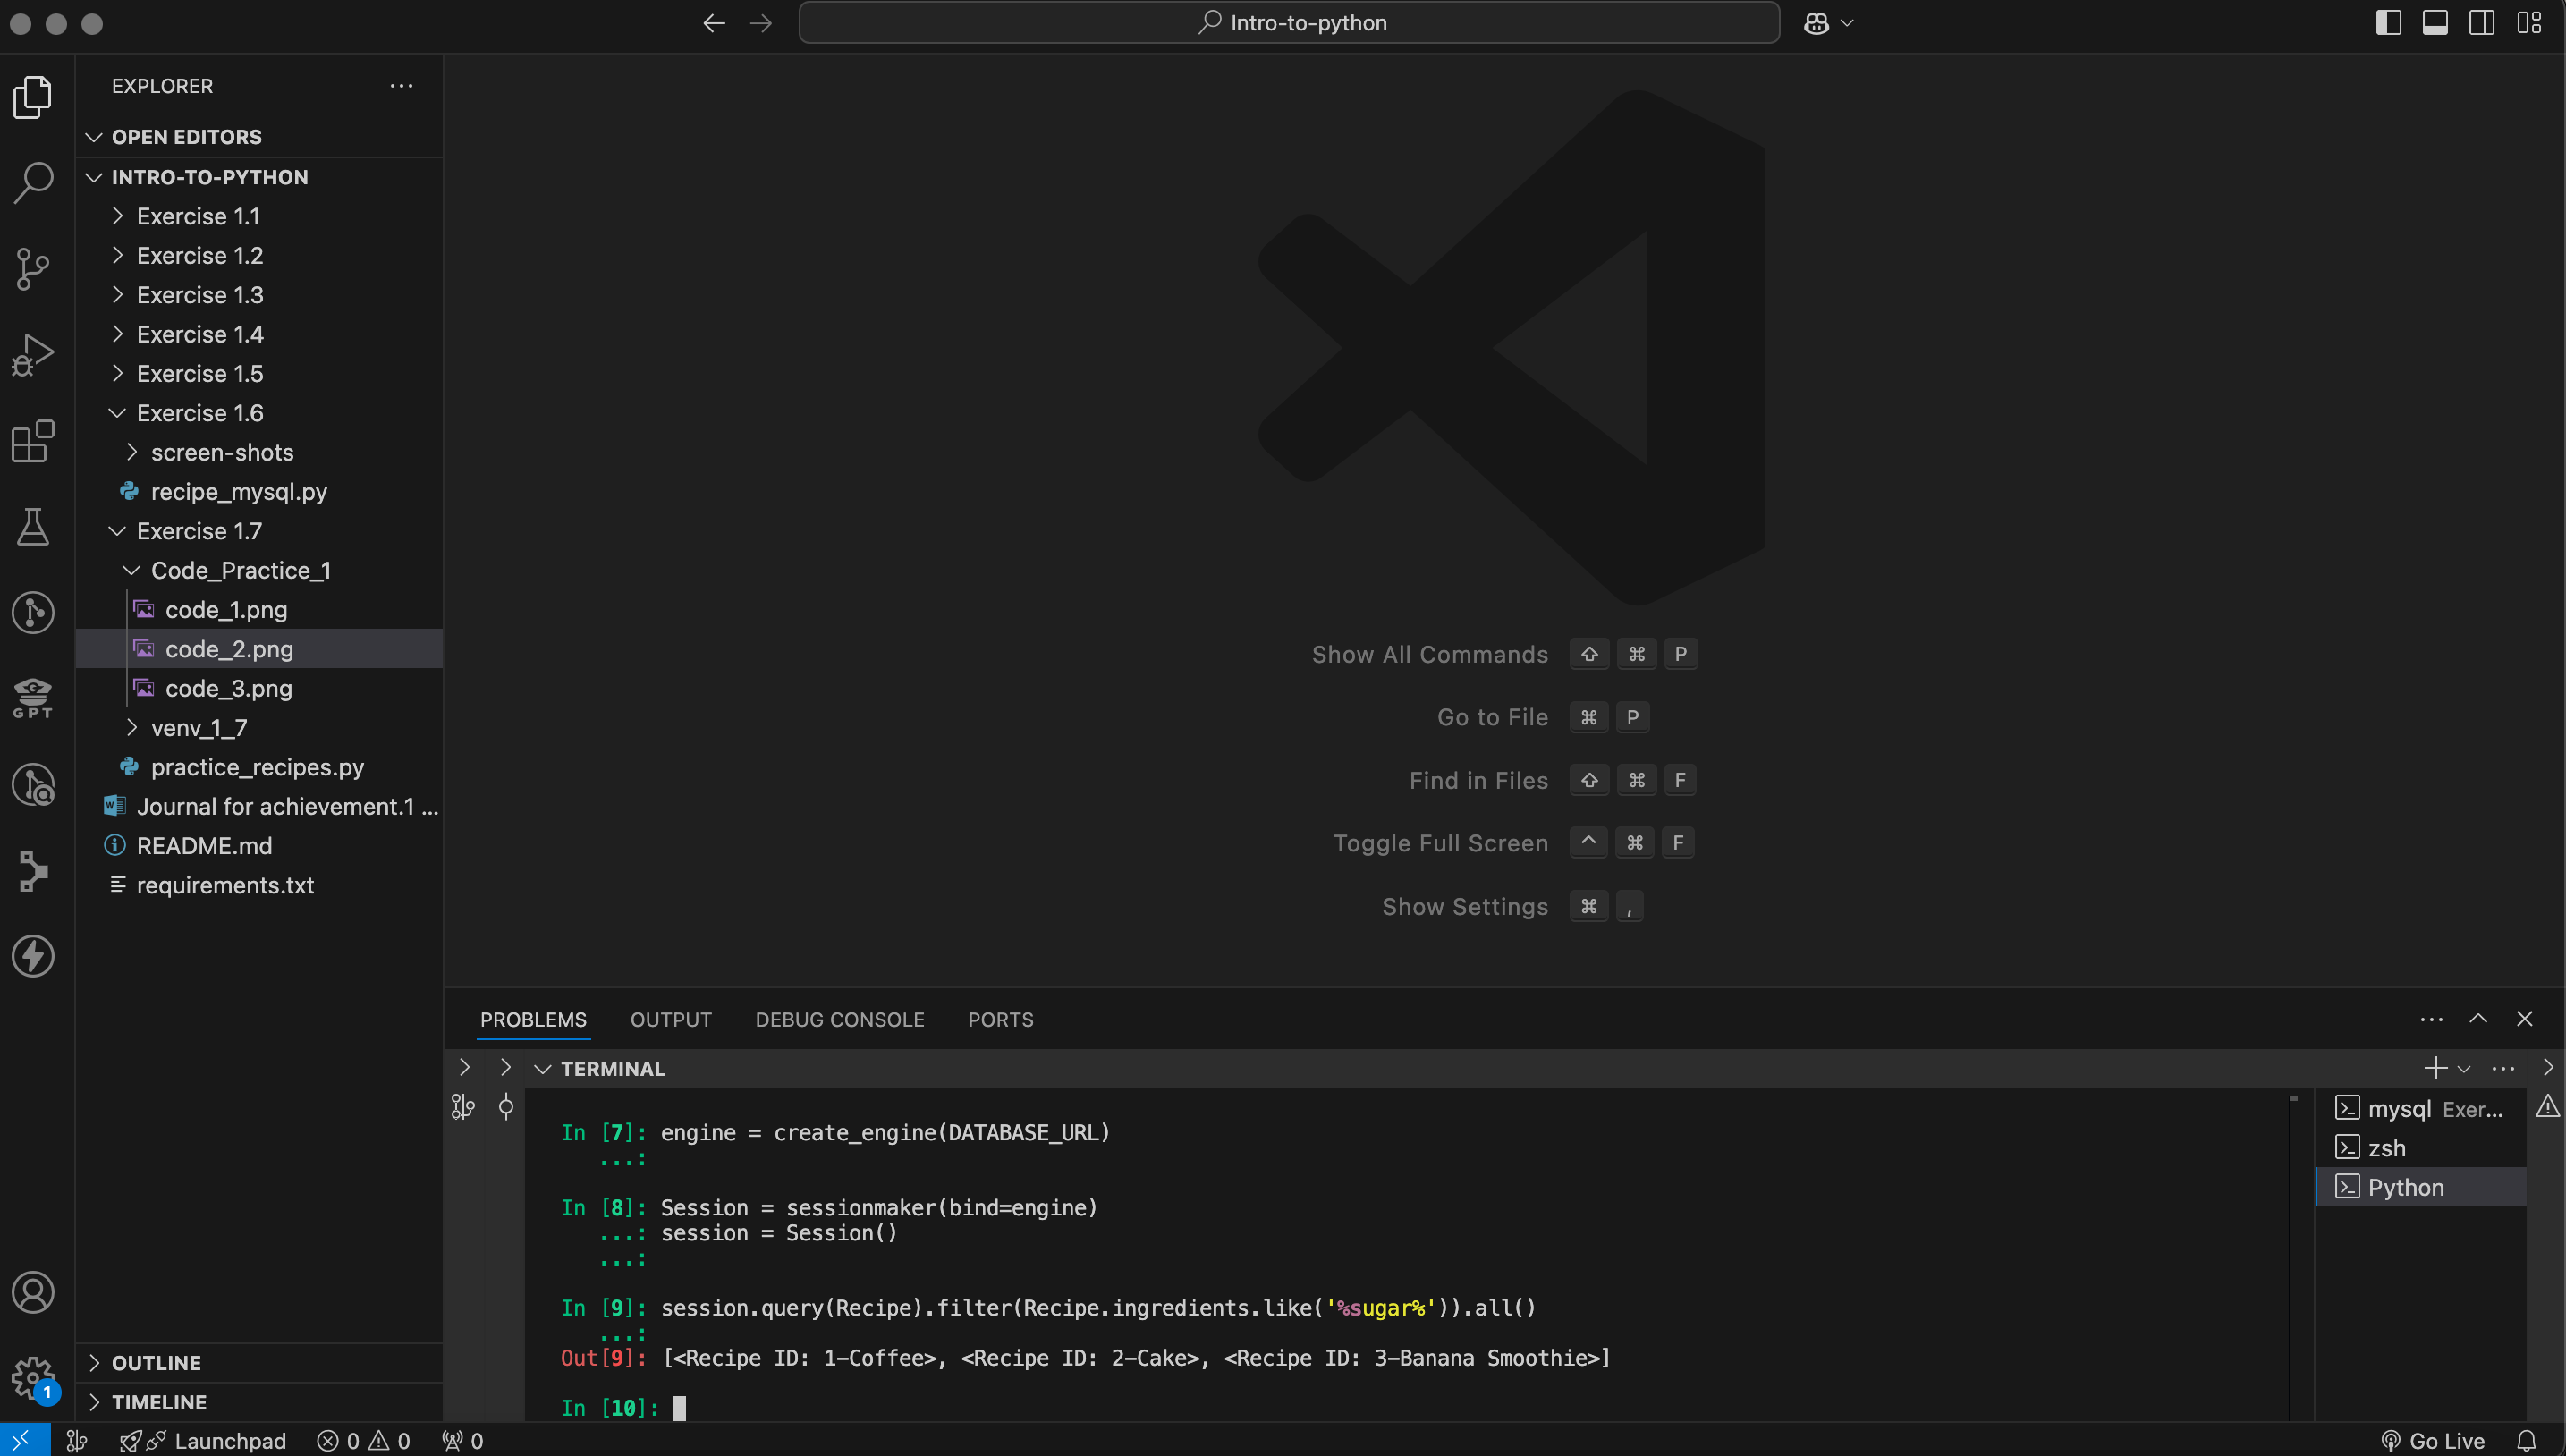 Intro-to-python
EXPLORER
OPEN EDITORS
INTRO-TO-PYTHON
Exercise 1.1
Exercise 1.2
Exercise 1.3
Exercise 1.4
Exercise 1.5
Exercise 1.6
screen-shots
recipe_mysql.py
Exercise 1.7
Code_Practice_1
code_1.png
code_2.png
code_3.png
venv_1_7
practice_recipes.py
Journal for achievement.1 ...
README.md
requirements.txt
GPT
OUTLINE
TIMELINE
1
Show All Commands ⇧ ⌘ P
Go to File ⌘ P
Find in Files ⇧ ⌘ F
Toggle Full Screen ^ ⌘ F
Show Settings ⌘ ,
PROBLEMS OUTPUT DEBUG CONSOLE PORTS
TERMINAL
In [7]: engine = create_engine(DATABASE_URL)
...:
In [8]: Session = sessionmaker(bind=engine)
...: session = Session()
...:
In [9]: session.query(Recipe).filter(Recipe.ingredients.like('%sugar%')).all()
...:
Out[9]: [<Recipe ID: 1-Coffee>, <Recipe ID: 2-Cake>, <Recipe ID: 3-Banana Smoothie>]
In [10]:
mysql Exer...
zsh
Python
Launchpad 0 0 0 Go Live